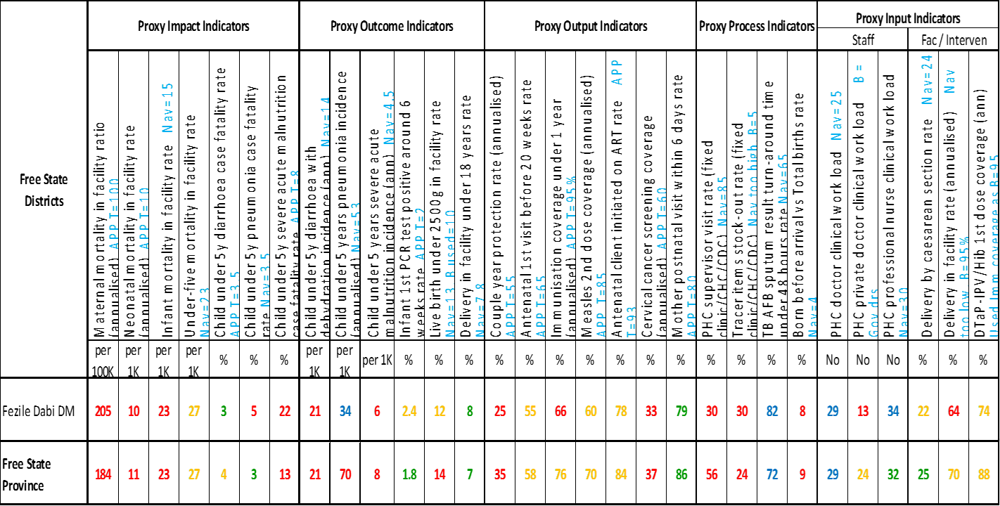 Free State
Districts
Proxy Impact Indicators
Proxy Outcome Indicators
Proxy Output Indicators
Proxy Process Indicators
Proxy Input Indicators
Staff
Fac / Interven
Maternal mortality in facility ratio
(annualised) APP T=100
Neonatal mortality in facility rate
(annualised) APP T=10
Infant mortality in facility rate Nav=15
Under-five mortality in facility rate
Nav=23
Child under 5y diarrhoea case fatality rate
APP T=3.5
Child under 5y pneumonia case fatality
rate Nav=3.5
Child under 5y severe acute malnutrition
case fatality rate APP T=8
Child under 5y diarrhoea with
dehydration incidence (ann) Nav=14
Child under 5 years pneumonia incidence
(annualised) Nav=53
Child under 5 years severe acute
malnutrition incidence (ann) Nav=4.5
Infant 1st PCR test positive around 6
weeks rate APP T=2
Live birth under 2500g in facility rate
Nav=13 B used=10
Delivery in facility under 18 years rate
Nav=7.8
Couple year protection rate (annualised)
APP T=55
Antenatal 1st visit before 20 weeks rate
APP T=65
Immunisation coverage under 1 year
(annualised) APP T=95%
Measles 2nd dose coverage (annualised)
APP T=85
Antenatal client initiated on ART rate APP
T=93
Cervical cancer screening coverage
(annualised) APP T=60
Mother postnatal visit within 6 days rate
APP T=80
PHC supervisor visit rate (fixed
clinic/CHC/CDC) Nav=85
Tracer items stock-out rate (fixed
clinic/CHC/CDC) Nav too high B=5
TB AFB sputum result turn-around time
under 48 hours rate Nav=65
Born before arrival vs Total births rate
Nav=4
PHC doctor clinical work load Nav=25
PHC private doctor clinical work load B =
Gov drs
PHC professional nurse clinical work load
Nav=30
Delivery by caesarean section rate Nav=24
Delivery in facility rate (annualised) Nav
too low B=95%
DTaP-IPV/Hib 1st dose coverage (ann)
Used Imm coverage as B=95
per 100K per 1K per 1K per 1K % % % per 1K per 1K per 1K % % % % % % % % % % % % % % No No No % % %
Fezile Dabi DM 205 10 23 27 3 5 22 21 34 6 2.4 12 8 25 55 66 60 78 33 79 30 30 82 8 29 13 34 22 64 74
Free State
Province 184 11 23 27 4 3 13 21 70 8 1.8 14 7 35 58 76 70 84 37 86 56 24 72 9 29 24 32 25 70 88